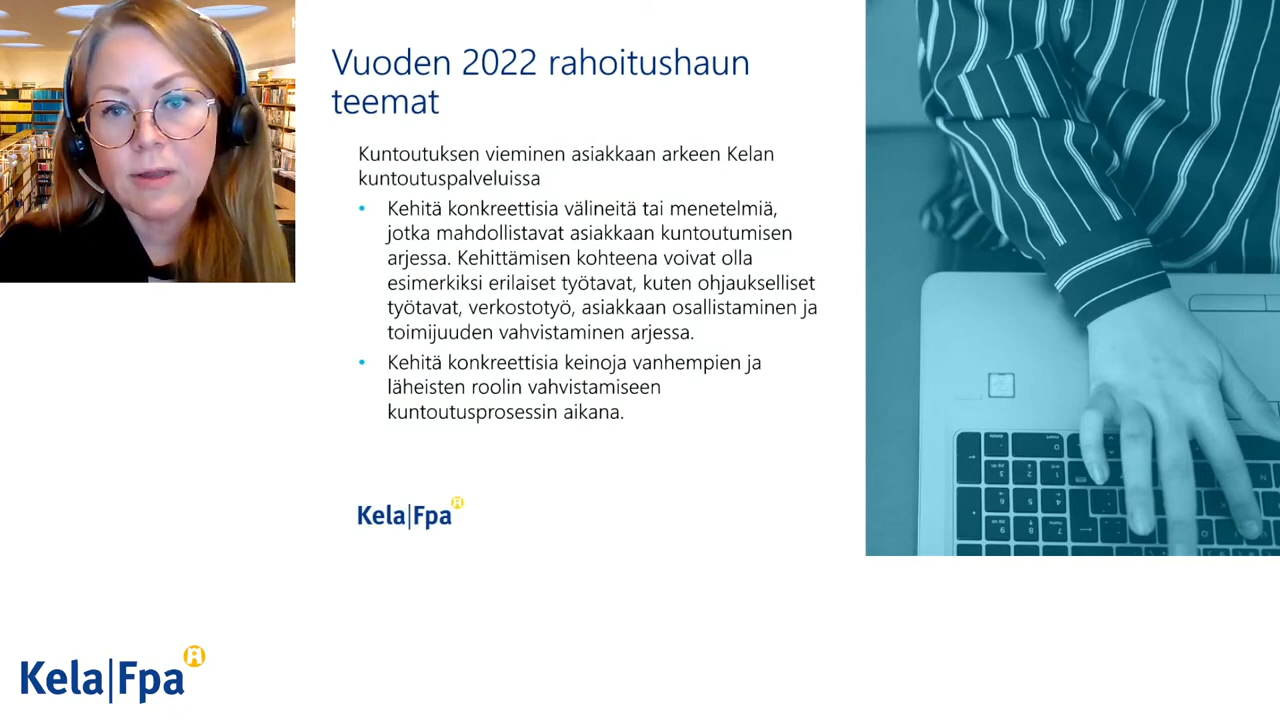 Vuoden 2022 rahoitushaun
teemat
Kuntoutuksen vieminen asiakkaan arkeen Kelan
kuntoutuspalveluissa
• Kehitä konkreettisia välineitä tai menetelmiä,
jotka mahdollistavat asiakkaan kuntoutumisen
arjessa. Kehittämisen kohteena voivat olla
esimerkiksi erilaiset työtavat, kuten ohjaukselliset
työtavat, verkostotyö, asiakkaan osallistaminen ja
toimijuuden vahvistaminen arjessa.
• Kehitä konkreettisia keinoja vanhempien ja
läheisten roolin vahvistamiseen
kuntoutusprosessin aikana.
Kela|Fpa
Kela|Fpa